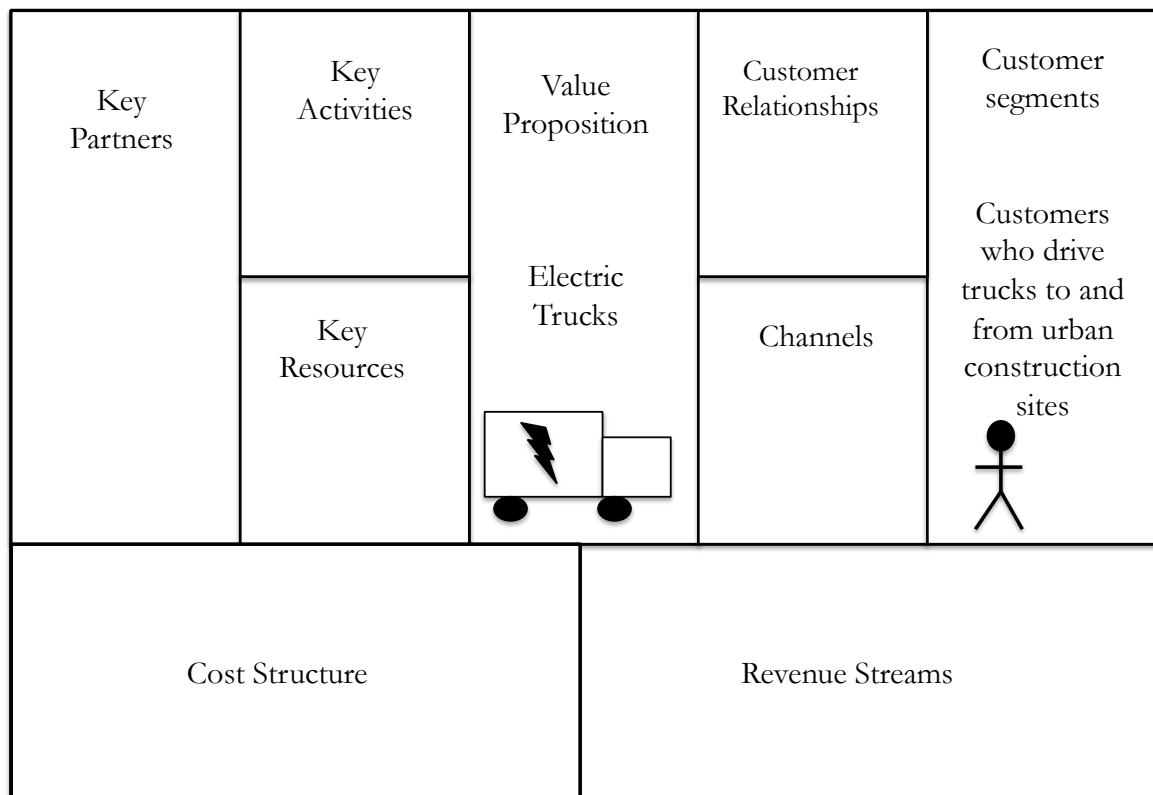 Key
Partners
Key
Activities
Key
Resources
Value
Proposition
Electric
Trucks
Customer
Relationships
Channels
Customer
segments
Customers
who drive
trucks to and
from urban
construction
sites
Cost Structure
Revenue Streams